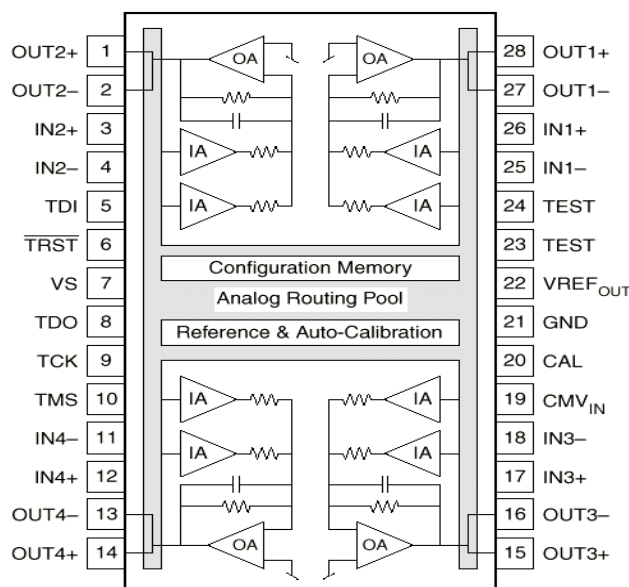 OUT2+ 1 OA OA 28 OUT1+
OUT2- 2 27 OUT1–
IN2+ 3 26 IN1+
IN2– 4 IA IA 25 IN1–
TDI 5 IA IA 24 TEST
TRST 6 23 TEST
Configuration Memory
VS 7 22 VREFOUT
Analog Routing Pool
TDO 8 21 GND
Reference & Auto-Calibration
TCK 9 20 CAL
TMS 10 IA IA 19 CMVIN
IN4– 11 IA IA 18 IN3–
IN4+ 12 17 IN3+
OUT4– 13 16 OUT3–
OUT4+ 14 OA OA 15 OUT3+